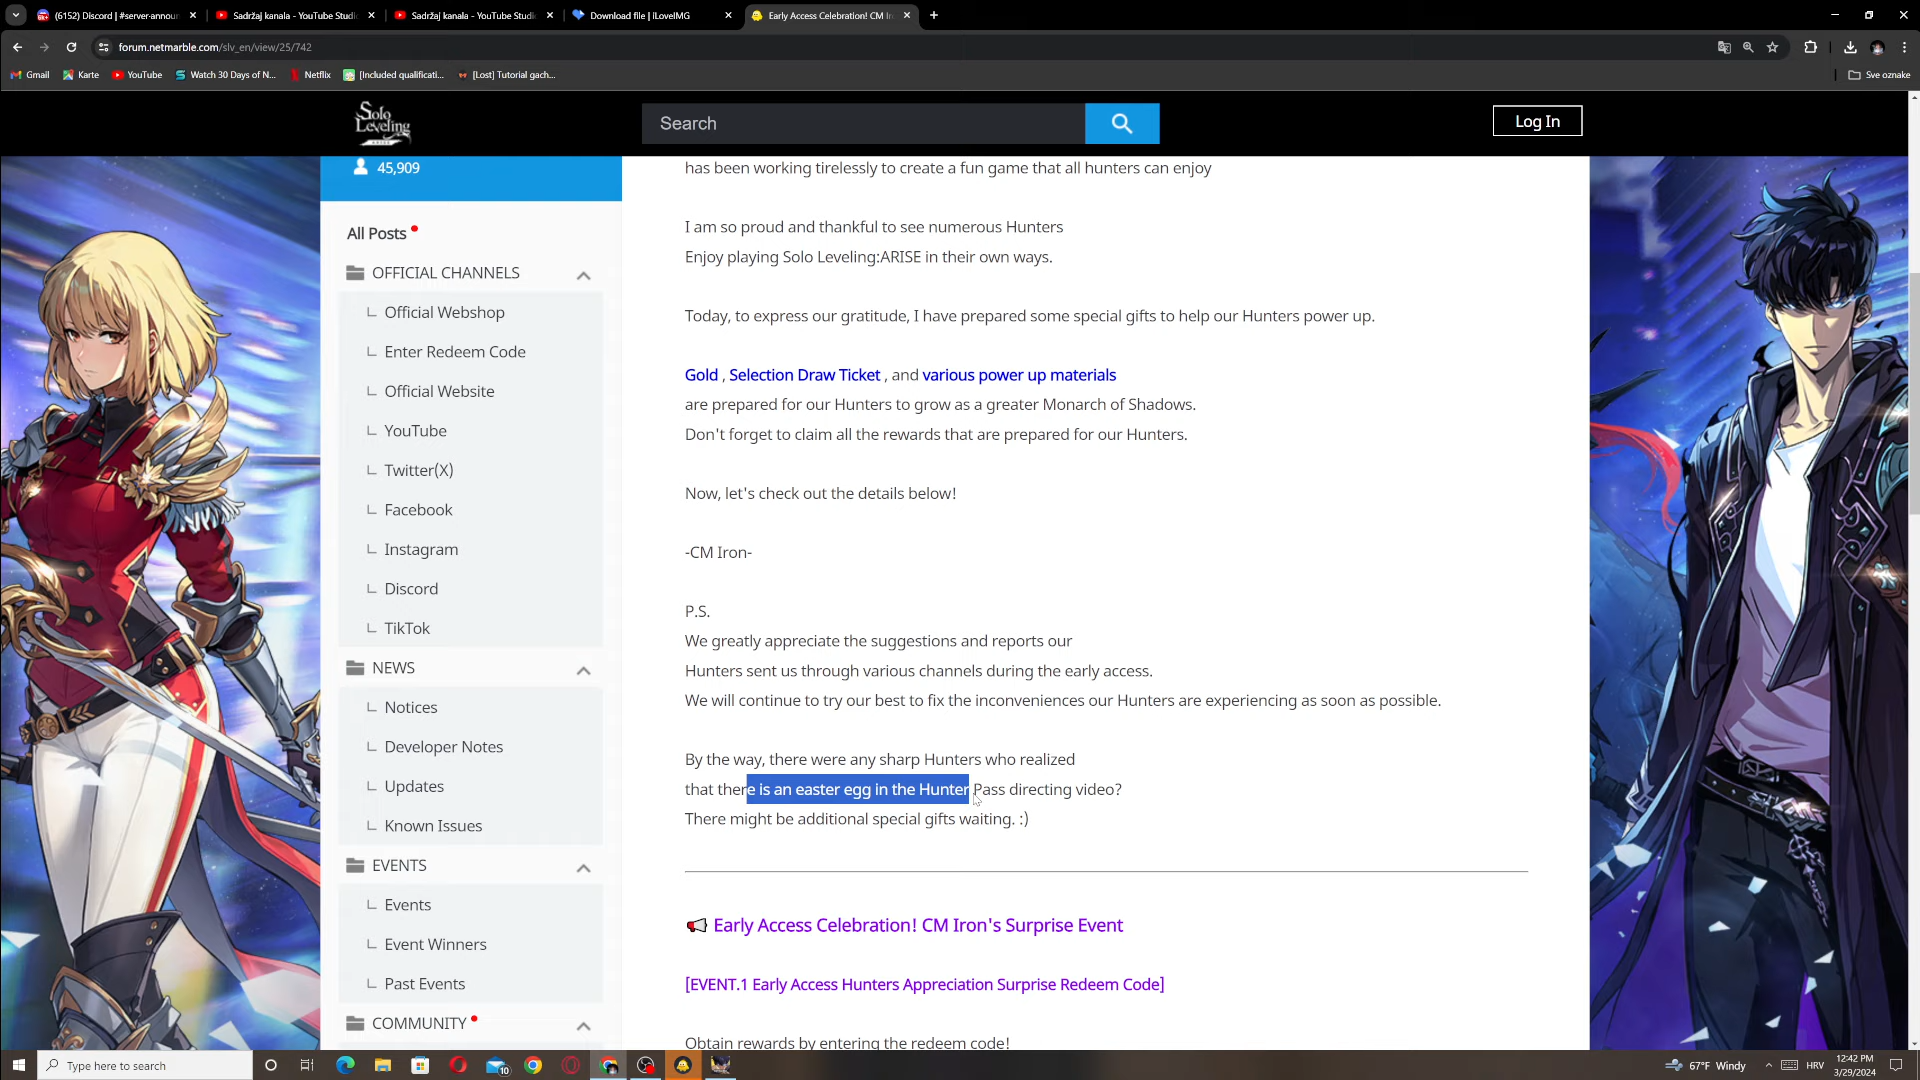 (6152) Discord | #server-announ
Sadržaj kanala - YouTube Studio
Sadržaj kanala - YouTube Studio
Download file | iLoveIMG
Early Access Celebration! CM Ir
forum.netmarble.com/slv_en/view/25/742
Gmail
Karte
YouTube
Watch 30 Days of N...
Netflix
[Included qualificati...
[Lost] Tutorial gach...
Sve oznake
Solo Leveling
ARISE
Search
Log In
45,909
All Posts
OFFICIAL CHANNELS
Official Webshop
Enter Redeem Code
Official Website
YouTube
Twitter(X)
Facebook
Instagram
Discord
TikTok
NEWS
Notices
Developer Notes
Updates
Known Issues
EVENTS
Events
Event Winners
Past Events
COMMUNITY
has been working tirelessly to create a fun game that all hunters can enjoy
I am so proud and thankful to see numerous Hunters
Enjoy playing Solo Leveling:ARISE in their own ways.
Today, to express our gratitude, I have prepared some special gifts to help our Hunters power up.
Gold , Selection Draw Ticket , and various power up materials
are prepared for our Hunters to grow as a greater Monarch of Shadows.
Don't forget to claim all the rewards that are prepared for our Hunters.
Now, let's check out the details below!
-CM Iron-
P.S.
We greatly appreciate the suggestions and reports our
Hunters sent us through various channels during the early access.
We will continue to try our best to fix the inconveniences our Hunters are experiencing as soon as possible.
By the way, there were any sharp Hunters who realized
that there is an easter egg in the Hunter Pass directing video?
There might be additional special gifts waiting. :)
Early Access Celebration! CM Iron's Surprise Event
[EVENT.1 Early Access Hunters Appreciation Surprise Redeem Code]
Obtain rewards by entering the redeem code!
Type here to search
10
67°F Windy
HRV
12:42 PM
3/29/2024